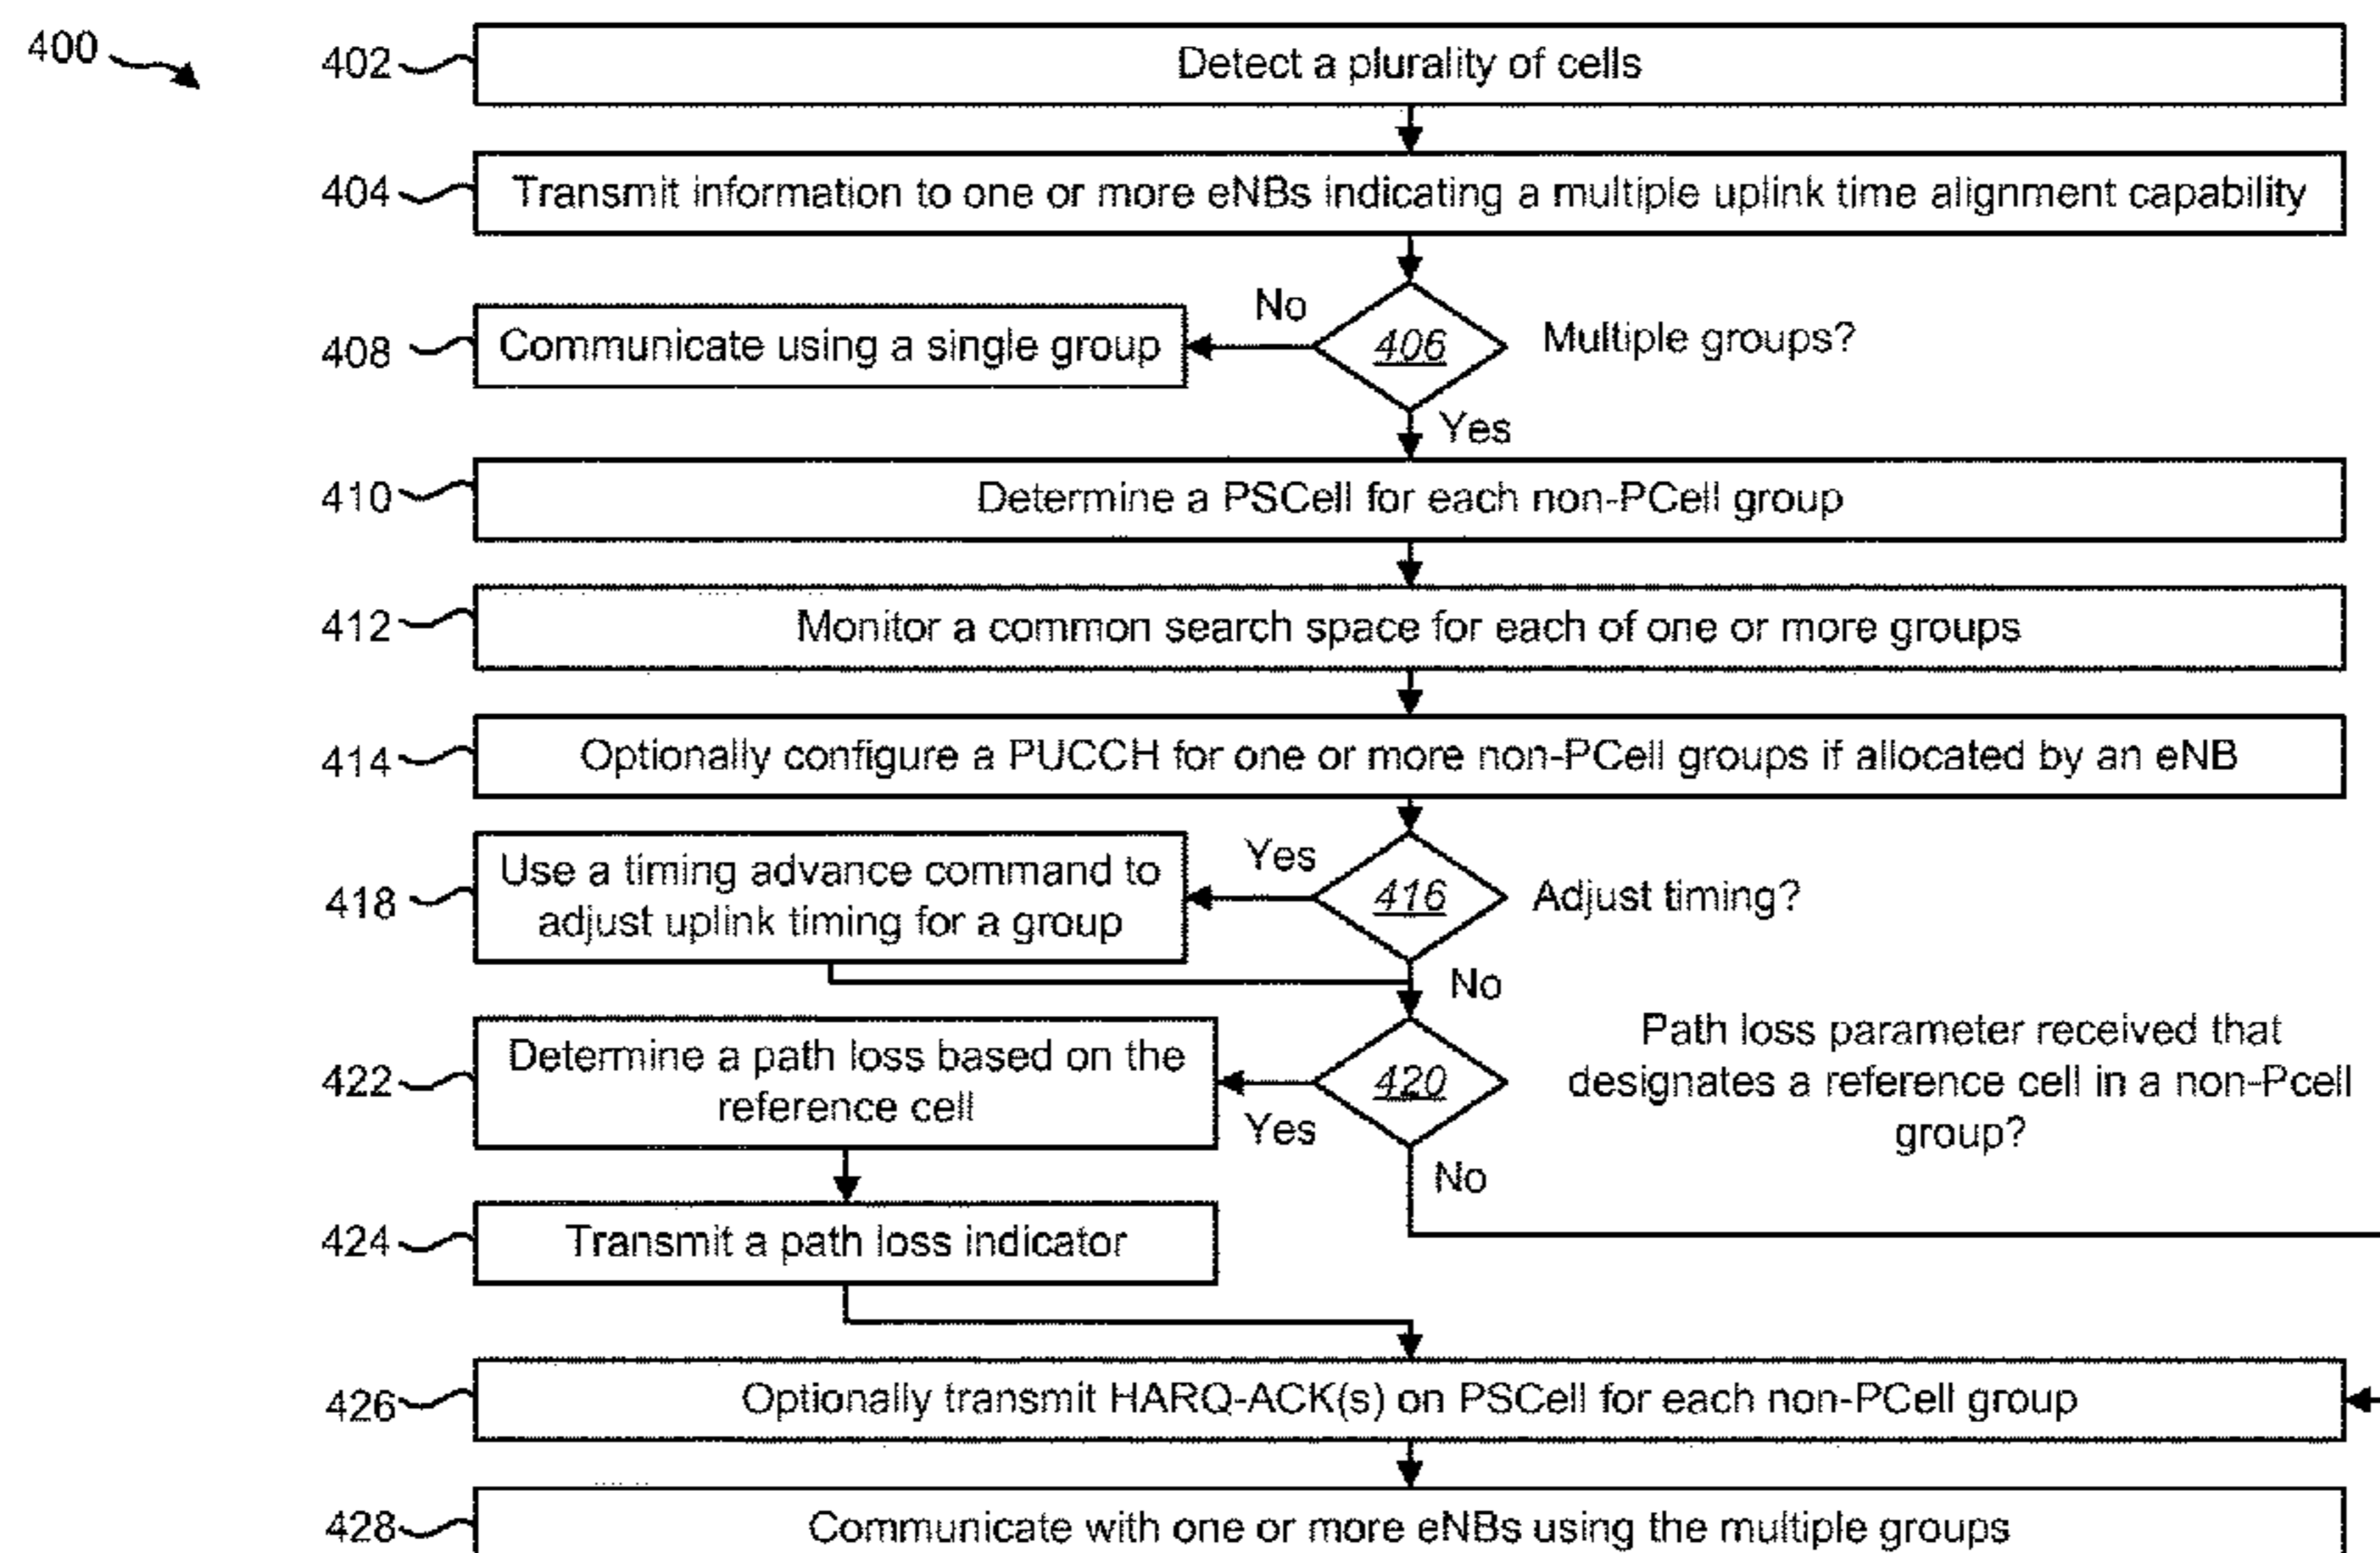 400
402
Detect a plurality of cells
404
Transmit information to one or more eNBs indicating a multiple uplink time alignment capability
No
408
Communicate using a single group
406
Multiple groups?
Yes
410
Determine a PSCell for each non-PCell group
412
Monitor a common search space for each of one or more groups
414
Optionally configure a PUCCH for one or more non-PCell groups if allocated by an eNB
418
Use a timing advance command to
adjust uplink timing for a group
Yes
416
Adjust timing?
No
422
Determine a path loss based on the
reference cell
Yes
420
Path loss parameter received that
designates a reference cell in a non-Pcell
group?
No
424
Transmit a path loss indicator
426
Optionally transmit HARQ-ACK(s) on PSCell for each non-PCell group
428
Communicate with one or more eNBs using the multiple groups